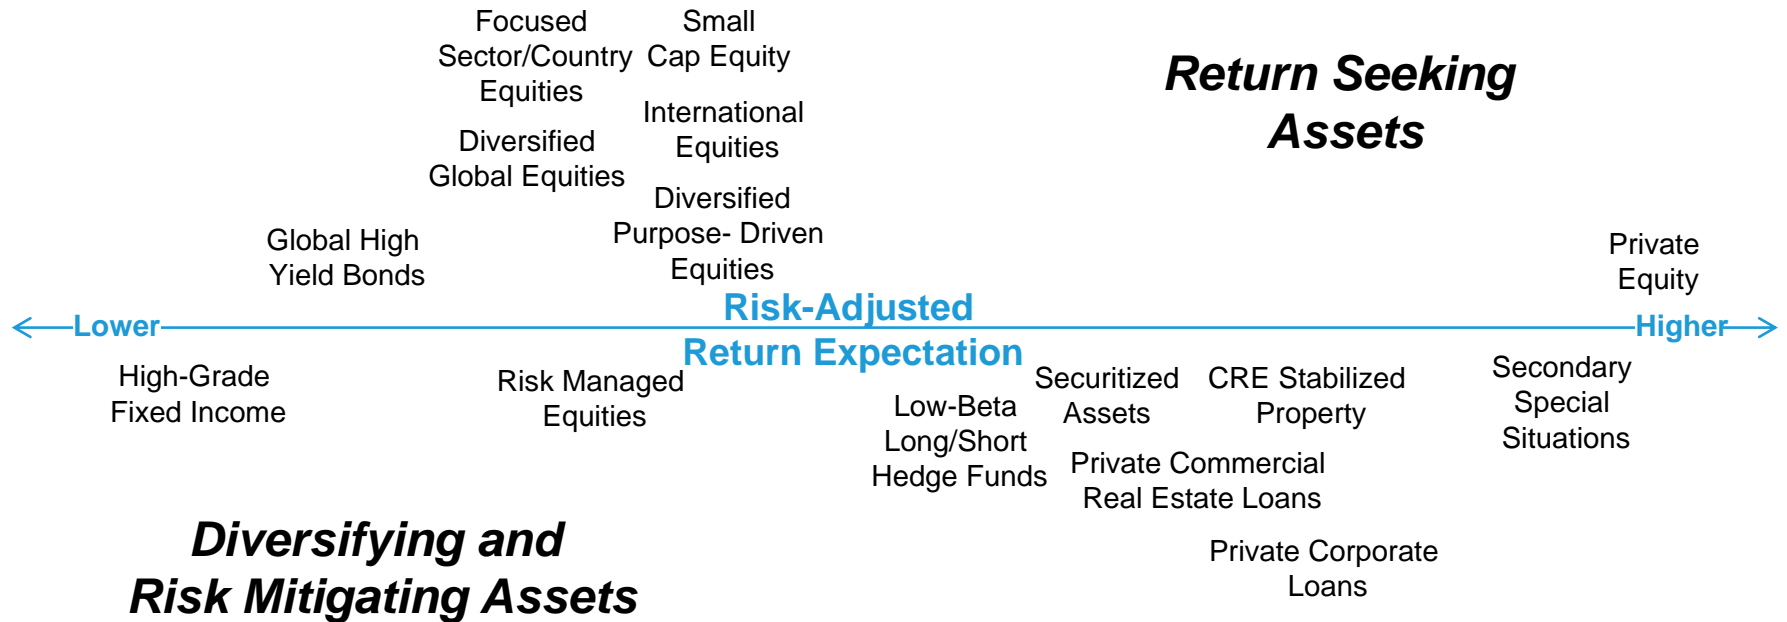 Focused
Sector/Country
Equities
Small
Cap Equity
Return Seeking
Assets
International
Equities
Diversified
Global Equities
Diversified
Purpose- Driven
Equities
Global High
Yield Bonds
Private
Equity
Risk-Adjusted
Lower
Higher
Return Expectation
High-Grade
Fixed Income
Risk Managed
Equities
Low-Beta
Long/Short
Hedge Funds
Securitized
Assets
CRE Stabilized
Property
Secondary
Special
Situations
Private Commercial
Real Estate Loans
Private Corporate
Loans
Diversifying and
Risk Mitigating Assets